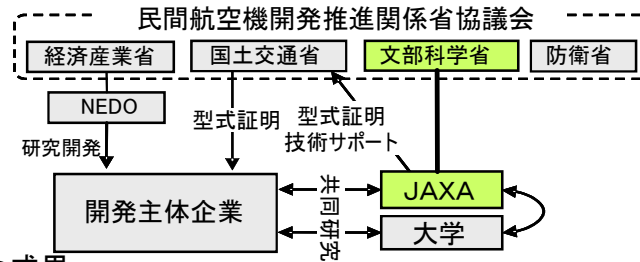 民間航空機開発推進関係省協議会
経済産業省
国土交通省
文部科学省
防衛省
NEDO
研究開発
型式証明
型式証明
技術サポート
開発主体企業
共同研究
JAXA
大学